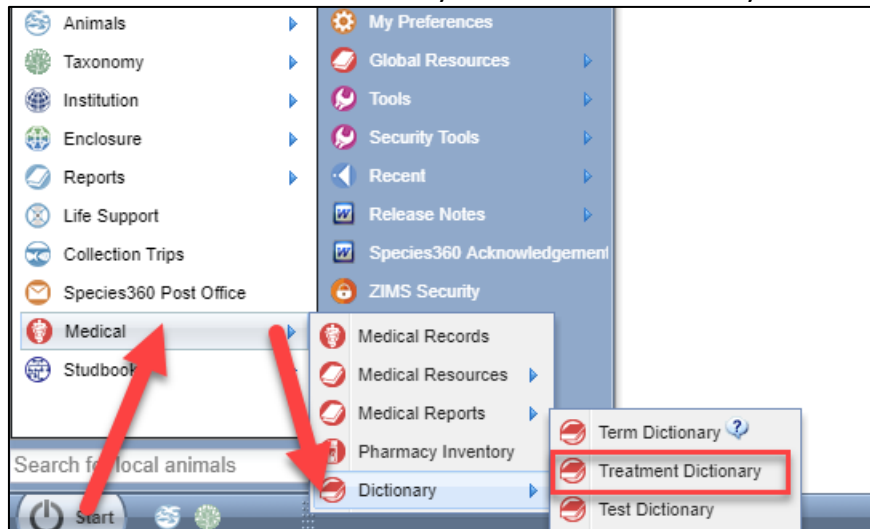 Animals
Taxonomy
Institution
Enclosure
Reports
Life Support
Collection Trips
Species360 Post Office
Medical
Studbook
Search for local animals
Start
My Preferences
Global Resources
Tools
Security Tools
Recent
Release Notes
Species360 Acknowledgement
ZIMS Security
Medical Records
Medical Resources
Medical Reports
Pharmacy Inventory
Dictionary
Term Dictionary
Treatment Dictionary
Test Dictionary